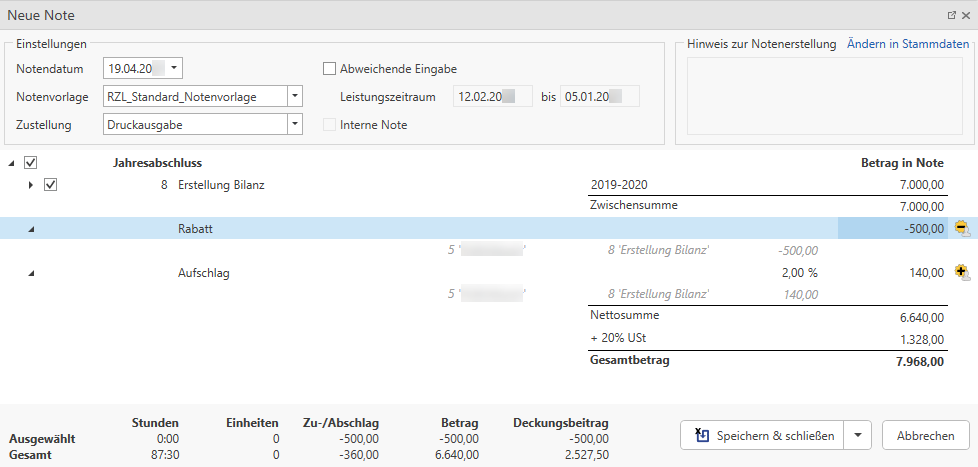 Neue Note
Einstellungen
Hinweis zur Notenerstellung Ändern in Stammdaten
Notendatum 19.04.20 Abweichende Eingabe
Notenvorlage RZL_Standard_Notenvorlage Leistungszeitraum 12.02.20 bis 05.01.20
Zustellung Druckausgabe Interne Note
Jahresabschluss Betrag in Note
8 Erstellung Bilanz 2019-2020 7.000,00
Zwischensumme 7.000,00
Rabatt -500,00
5 ' ' 8 'Erstellung Bilanz' -500,00
Aufschlag 2,00 % 140,00
5 ' ' 8 'Erstellung Bilanz' 140,00
Nettosumme 6.640,00
+ 20% USt 1.328,00
Gesamtbetrag 7.968,00
Stunden Einheiten Zu-/Abschlag Betrag Deckungsbeitrag
Ausgewählt 0:00 0 -500,00 -500,00 -500,00
Gesamt 87:30 0 -360,00 6.640,00 2.527,50
Speichern & schließen Abbrechen